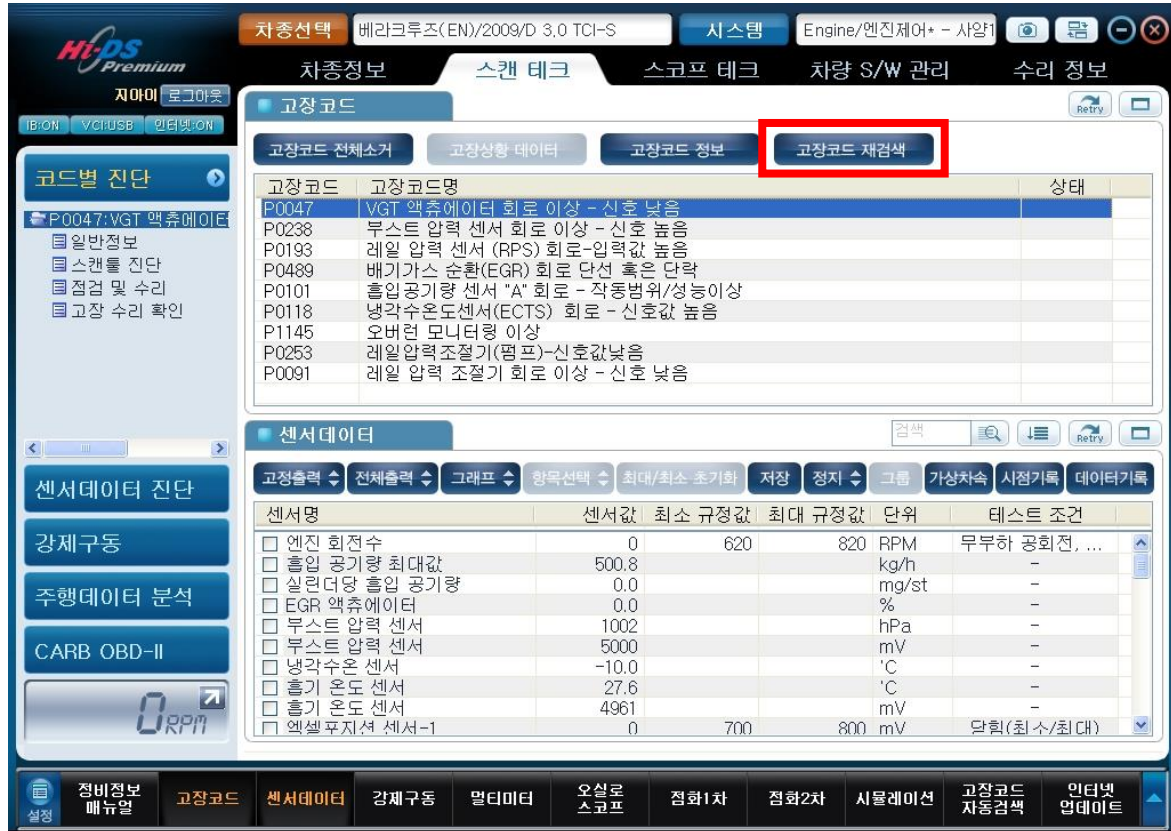 Hi-DS Premium
차종선택 베라크루즈(EN)/2009/D 3.0 TCI-S 시스템 Engine/엔진제어* - 사양1
차종정보 스캔 테크 스코프 테크 차량 S/W 관리 수리 정보
지아이 로그아웃
IB:ON VCI:USB 인터넷:ON
고장코드 Retry
고장코드 전체소거 고장상황 데이터 고장코드 정보 고장코드 재검색
코드별 진단
P0047:VGT 액츄에이터
일반정보
스캔툴 진단
점검 및 수리
고장 수리 확인
고장코드 고장코드명 상태
P0047 VGT 액츄에이터 회로 이상 - 신호 낮음
P0238 부스트 압력 센서 회로 이상 - 신호 높음
P0193 레일 압력 센서 (RPS) 회로-입력값 높음
P0489 배기가스 순환(EGR) 회로 단선 혹은 단락
P0101 흡입공기량 센서 "A" 회로 - 작동범위/성능이상
P0118 냉각수온도센서(ECTS) 회로 - 신호값 높음
P1145 오버런 모니터링 이상
P0253 레일압력조절기(펌프)-신호값낮음
P0091 레일 압력 조절기 회로 이상 - 신호 낮음
센서데이터 검색 Retry
고정출력 전체출력 그래프 항목선택 최대/최소 초기화 저장 정지 그룹 가상차속 시점기록 데이터기록
센서명 센서값 최소 규정값 최대 규정값 단위 테스트 조건
엔진 회전수 0 620 820 RPM 무부하 공회전, ...
흡입 공기량 최대값 500.8 kg/h -
실린더당 흡입 공기량 0.0 mg/st -
EGR 액츄에이터 0.0 % -
부스트 압력 센서 1002 hPa -
부스트 압력 센서 5000 mV -
냉각수온 센서 -10.0 'C -
흡기 온도 센서 27.6 'C -
흡기 온도 센서 4961 mV -
엑셀포지션 센서-1 0 700 800 mV 닫힘(최소/최대)
센서데이터 진단
강제구동
주행데이터 분석
CARB OBD-II
0 RPM
설정 정비정보 매뉴얼 고장코드 센서데이터 강제구동 멀티미터 오실로 스코프 점화1차 점화2차 시뮬레이션 고장코드 자동검색 인터넷 업데이트